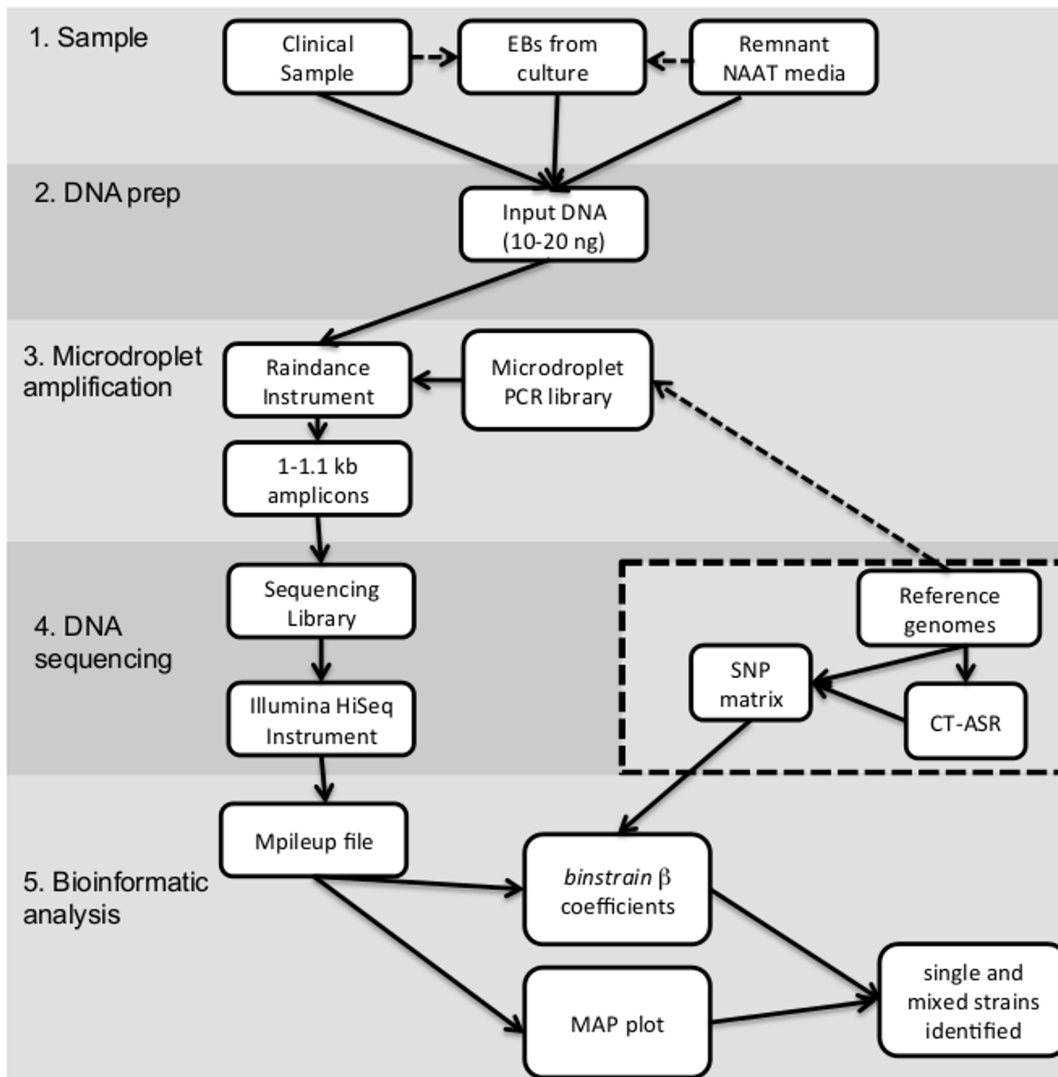 1. Sample
Clinical
Sample
EBs from
culture
Remnant
NAAT media
2. DNA prep
Input DNA
(10-20 ng)
3. Microdroplet
amplification
Raindance
Instrument
Microdroplet
PCR library
1-1.1 kb
amplicons
4. DNA
sequencing
Sequencing
Library
Reference
genomes
SNP
matrix
CT-ASR
Illumina HiSeq
Instrument
5. Bioinformatic
analysis
Mpileup file
binstrain β
coefficients
MAP plot
single and
mixed strains
identified